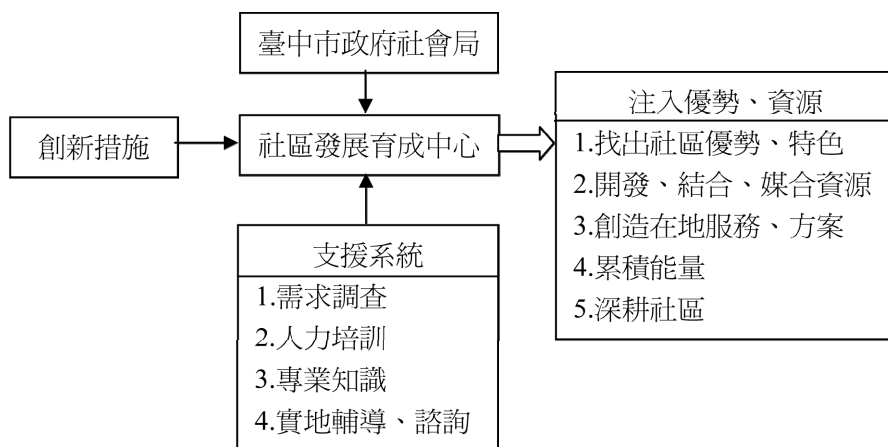 臺中市政府社會局
創新措施
社區發展育成中心
注入優勢、資源
1.找出社區優勢、特色
2.開發、結合、媒合資源
3.創造在地服務、方案
4.累積能量
5.深耕社區
支援系統
1.需求調查
2.人力培訓
3.專業知識
4.實地輔導、諮詢